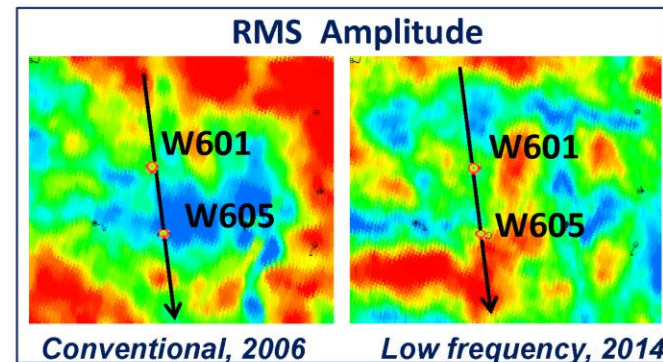 RMS Amplitude
W601
W605
W601
W605
Conventional, 2006
Low frequency, 2014